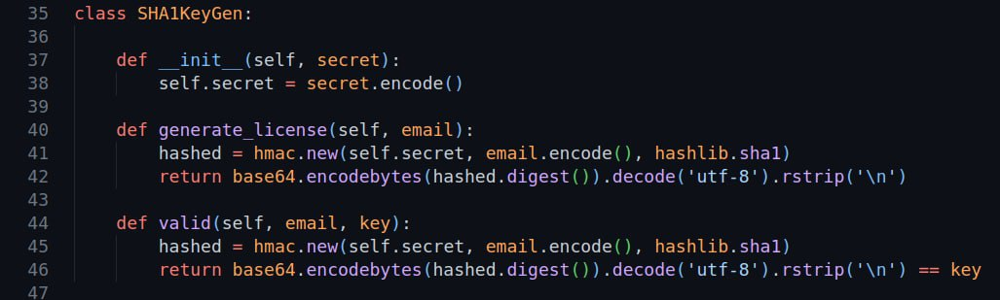 35 class SHA1KeyGen:
36
37     def __init__(self, secret):
38         self.secret = secret.encode()
39
40     def generate_license(self, email):
41         hashed = hmac.new(self.secret, email.encode(), hashlib.sha1)
42         return base64.encodebytes(hashed.digest()).decode('utf-8').rstrip('\n')
43
44     def valid(self, email, key):
45         hashed = hmac.new(self.secret, email.encode(), hashlib.sha1)
46         return base64.encodebytes(hashed.digest()).decode('utf-8').rstrip('\n') == key
47